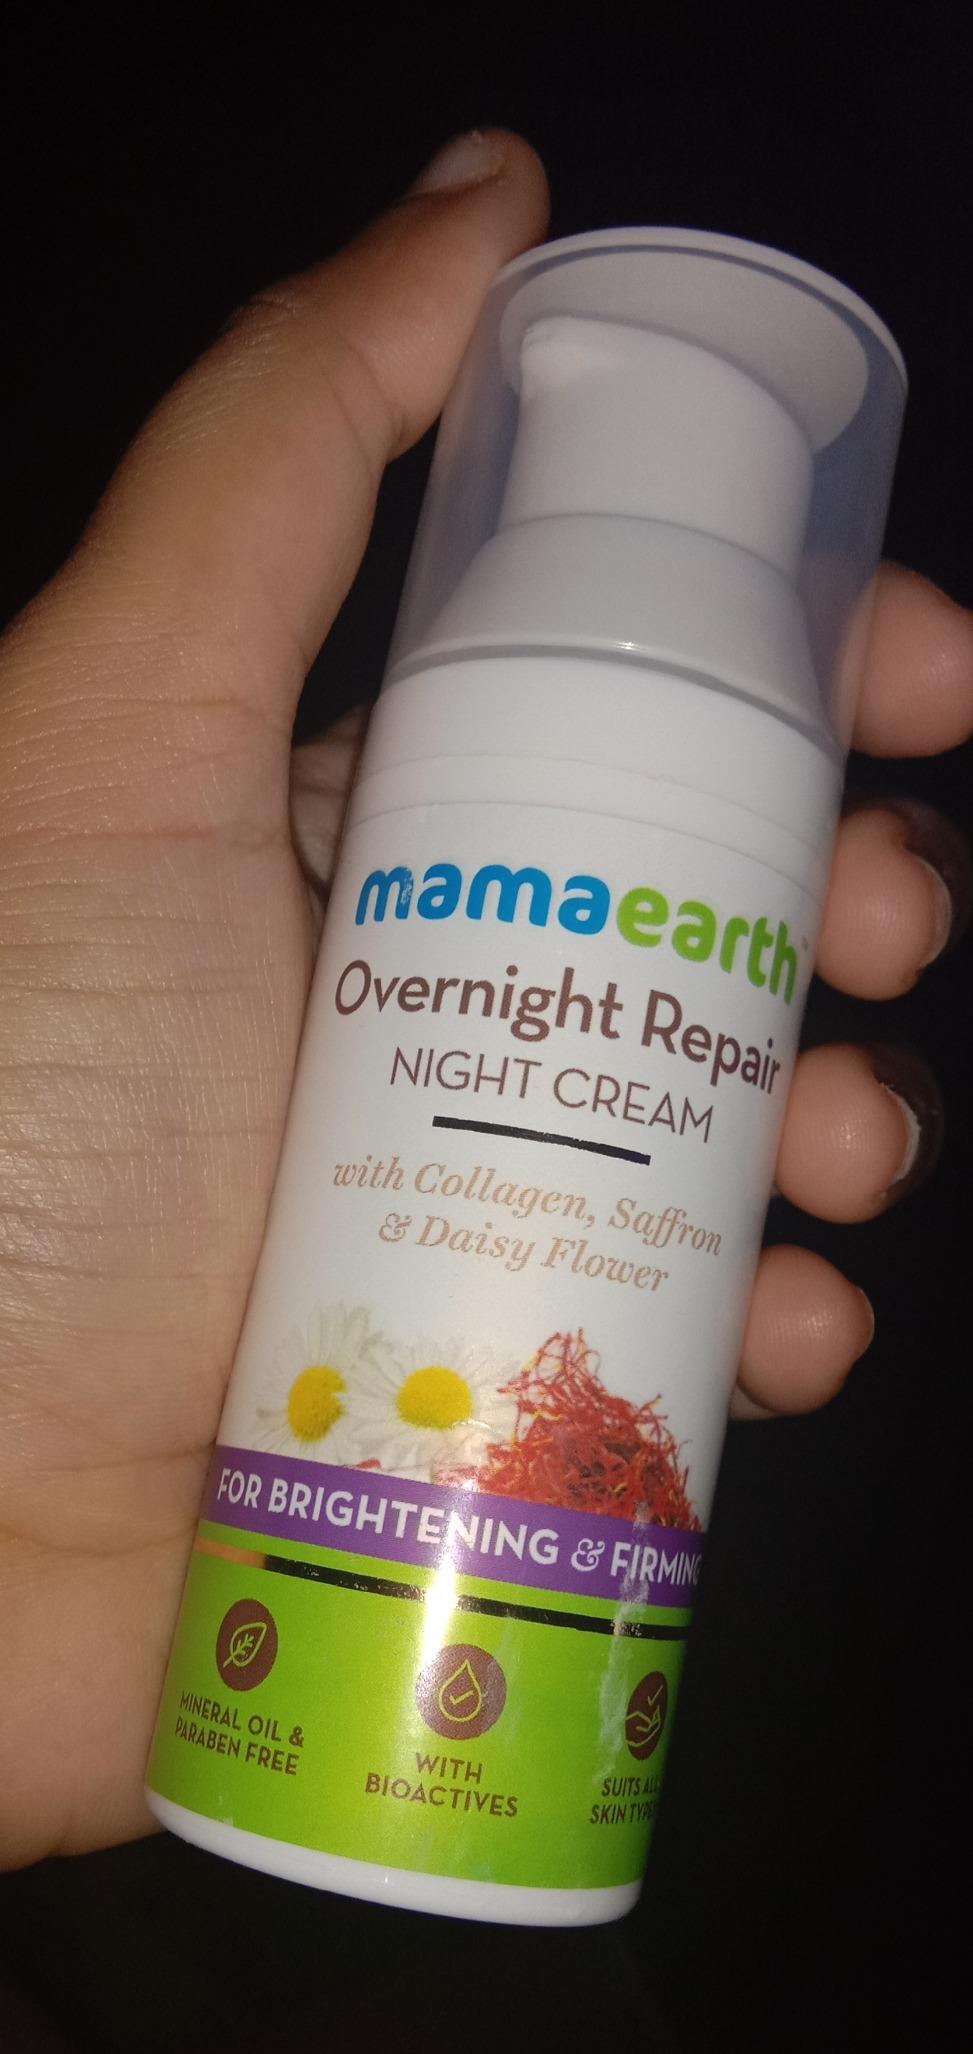 mamaearth™
Overnight Repair
NIGHT CREAM
with Collagen, Saffron
& Daisy Flower
FOR BRIGHTENING & FIRMING
MINERAL OIL &
PARABEN FREE
WITH
BIOACTIVES
SUITS ALL
SKIN TYPES